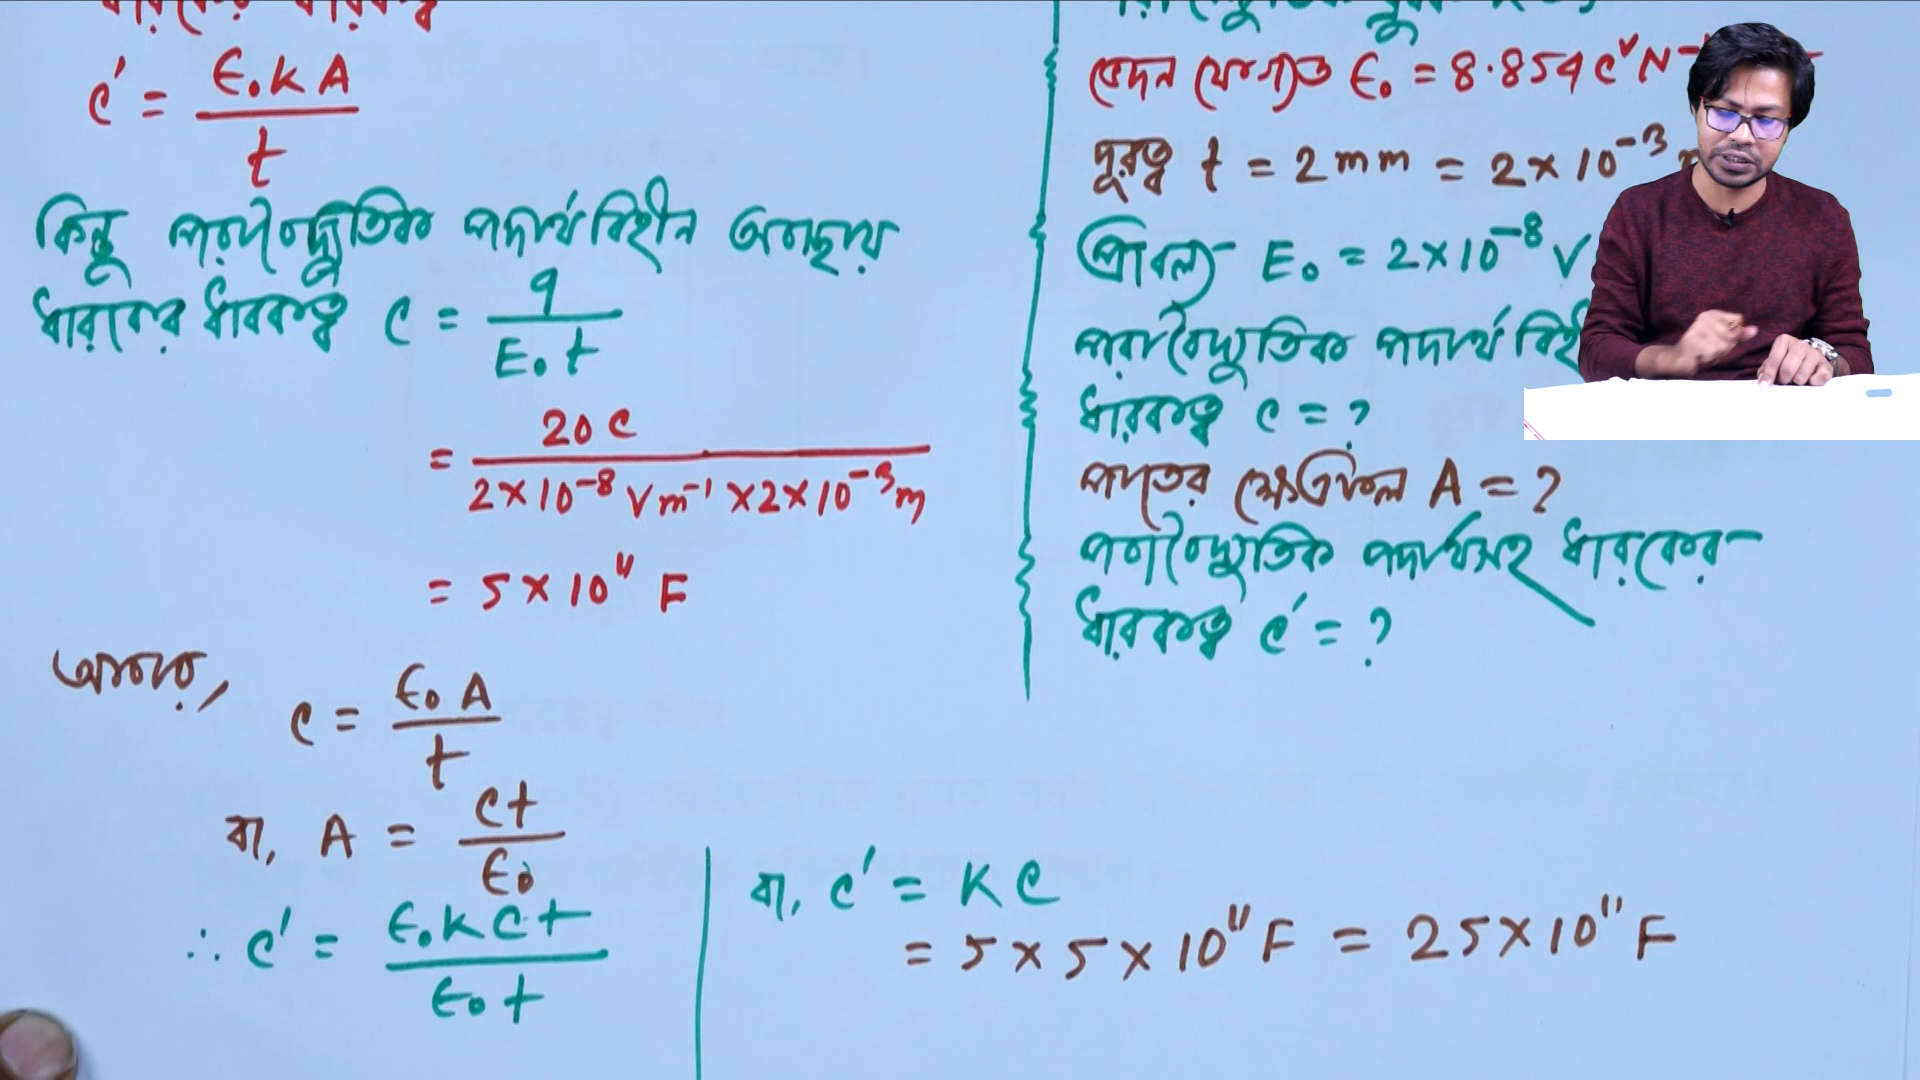 c′ = ϵ₀KA / t
কিন্তু পরাবৈদ্যুতিক পদার্থবিহীন অবস্থায়
ধারকের ধারকত্ব c = q / E₀t
= 20 C / 2×10⁻⁸ Vm⁻¹ × 2×10⁻³ m
= 5×10¹¹ F
আবার,
c = ϵ₀A / t
বা, A = ct / ϵ₀
∴ c′ = ϵ₀Kct / ϵ₀t
ϵ₀ = 8.854 C² N⁻
দূরত্ব t = 2mm = 2×10⁻³
প্রাবল্য E₀ = 2×10⁻⁸ V
পরাবৈদ্যুতিক পদার্থ
ধারকত্ব c = ?
পাতের ক্ষেত্রফল A = ?
পরাবৈদ্যুতিক পদার্থসহ ধারকের
ধারকত্ব c′ = ?
বা, c′ = Kc
= 5 × 5 × 10¹¹ F = 25×10¹¹ F